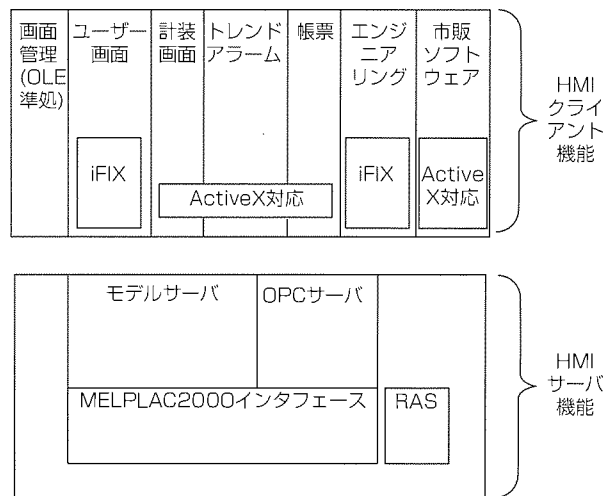 画面
管理
(OLE
準処)
ユーザー
画面
計装
画面
トレンド
アラーム
帳票
エンジ
ニア
リング
市販
ソフト
ウェア
iFIX
ActiveX対応
iFIX
Active
X対応
HMI
クライ
アント
機能
モデルサーバ
OPCサーバ
MELPLAC2000インタフェース
RAS
HMI
サーバ
機能